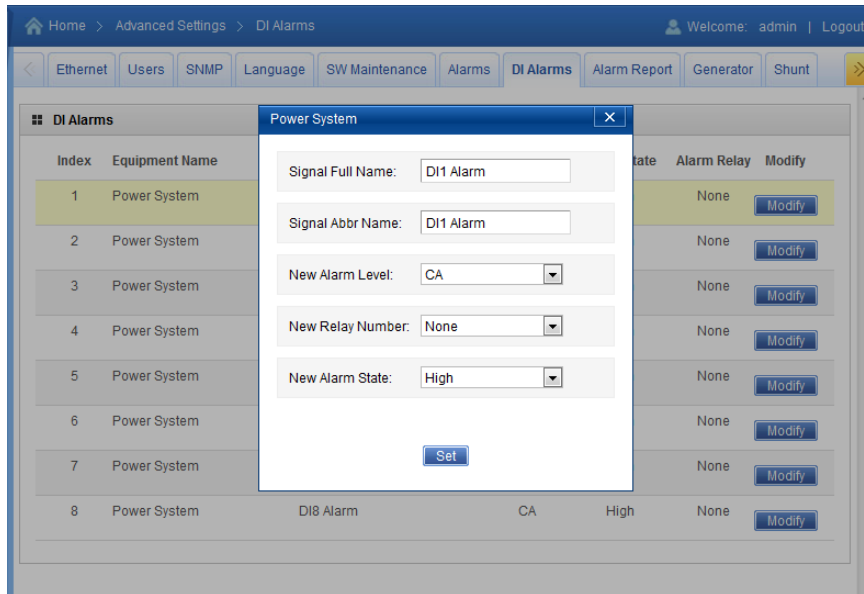 Home > Advanced Settings > DI Alarms Welcome: admin | Logout
< Ethernet Users SNMP Language SW Maintenance Alarms DI Alarms Alarm Report Generator Shunt »
DI Alarms
Power System X
Index Equipment Name tate Alarm Relay Modify
Signal Full Name: DI1 Alarm
1 Power System None Modify
Signal Abbr Name: DI1 Alarm
2 Power System None Modify
New Alarm Level: CA
3 Power System None Modify
New Relay Number: None
4 Power System None Modify
New Alarm State: High
5 Power System None Modify
6 Power System None Modify
Set
7 Power System None Modify
8 Power System DI8 Alarm CA High None Modify